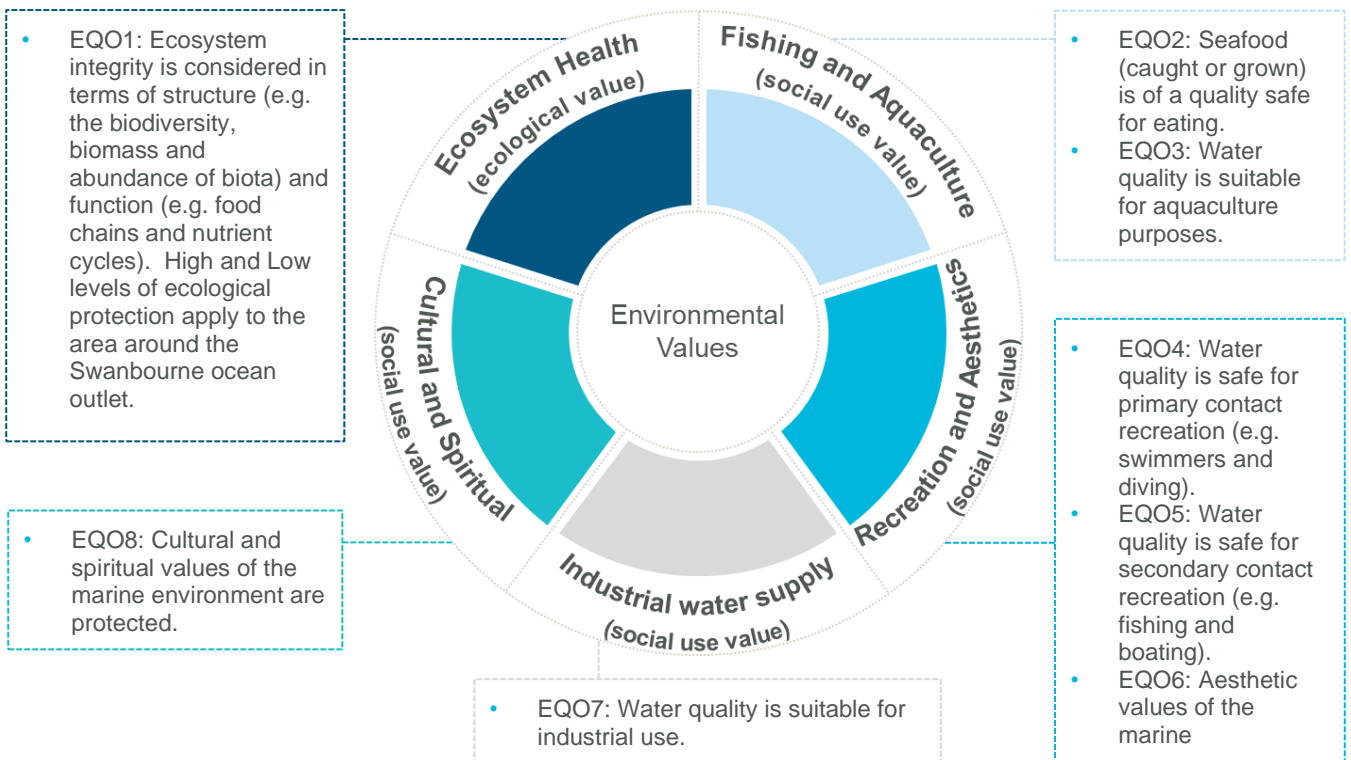 • EQO1: Ecosystem
integrity is considered in
terms of structure (e.g.
the biodiversity,
biomass and
abundance of biota) and
function (e.g. food
chains and nutrient
cycles).  High and Low
levels of ecological
protection apply to the
area around the
Swanbourne ocean
outlet.
Ecosystem Health
(ecological value)
Fishing and Aquaculture
(social use value)
• EQO2: Seafood
(caught or grown)
is of a quality safe
for eating.
• EQO3: Water
quality is suitable
for aquaculture
purposes.
Environmental
Values
Cultural and Spiritual
(social use value)
Recreation and Aesthetics
(social use value)
• EQO4: Water
quality is safe for
primary contact
recreation (e.g.
swimmers and
diving).
• EQO5: Water
quality is safe for
secondary contact
recreation (e.g.
fishing and
boating).
• EQO6: Aesthetic
values of the
marine
• EQO8: Cultural and
spiritual values of the
marine environment are
protected.
Industrial water supply
(social use value)
• EQO7: Water quality is suitable for
industrial use.